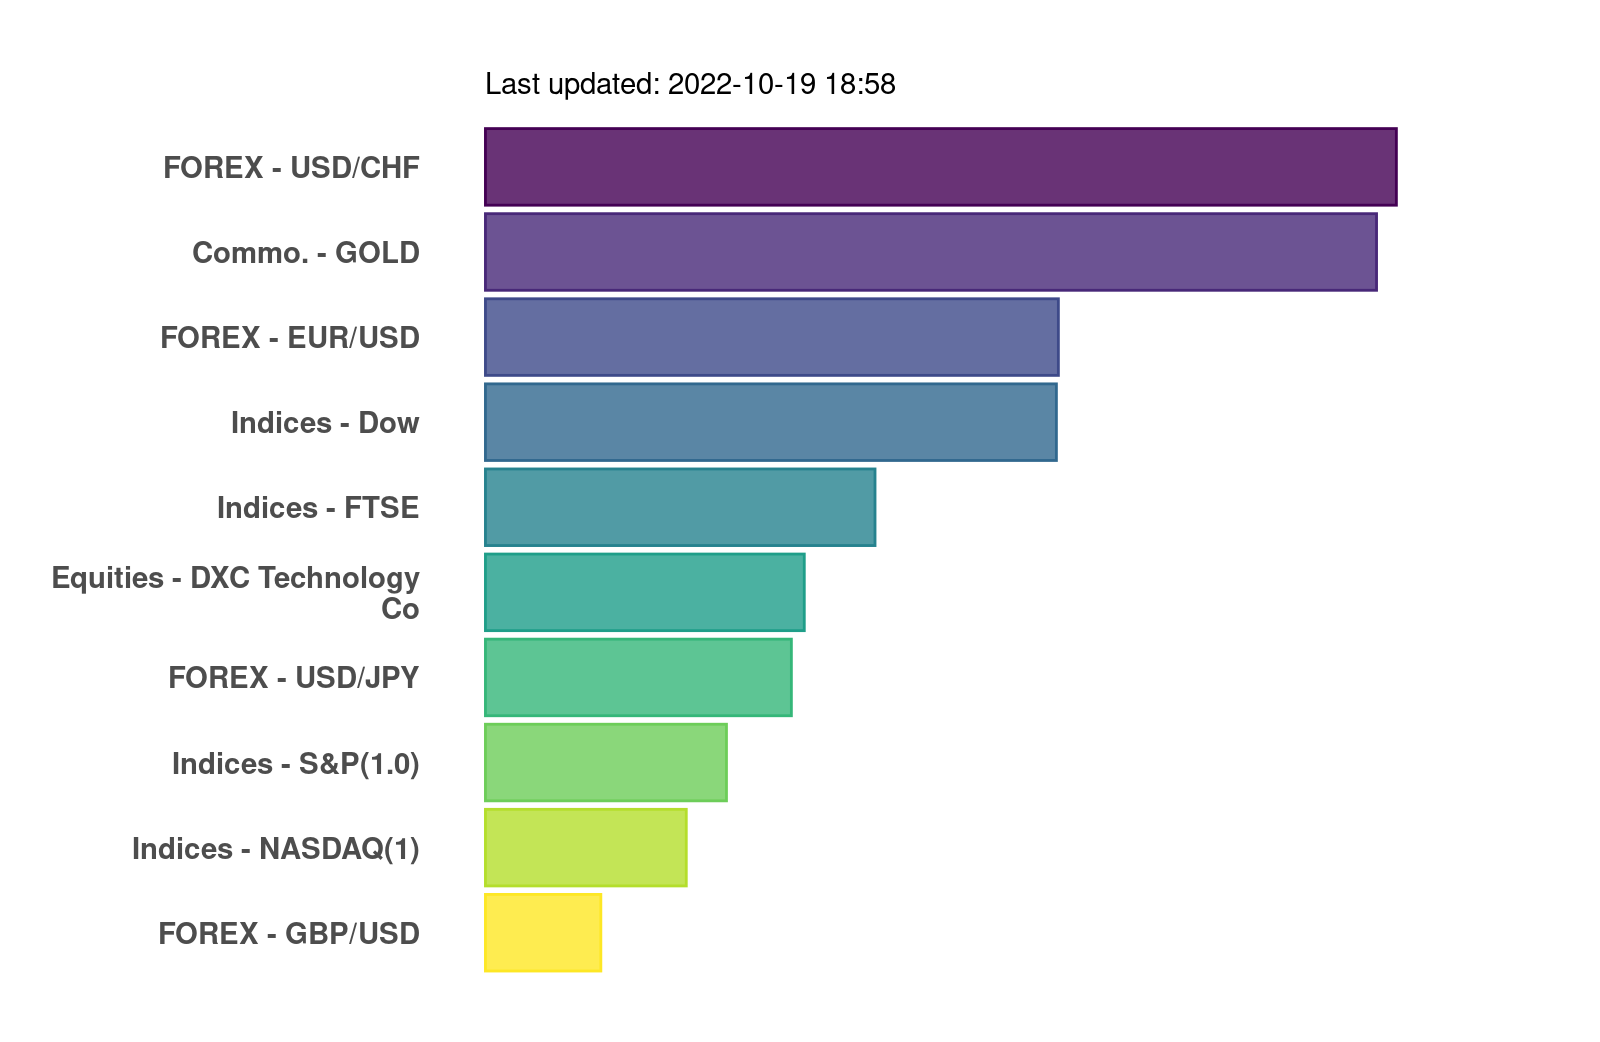 Last updated: 2022-10-19 18:58
FOREX - USD/CHF
Commo. - GOLD
FOREX - EUR/USD
Indices - Dow
Indices - FTSE
Equities - DXC Technology
Co
FOREX - USD/JPY
Indices - S&P(1.0)
Indices - NASDAQ(1)
FOREX - GBP/USD